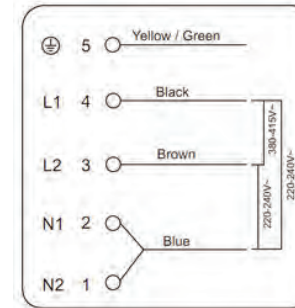 5 Yellow / Green
L1 4 Black
L2 3 Brown
N1 2
Blue
N2 1
380-415V~
220-240V~
220-240V~